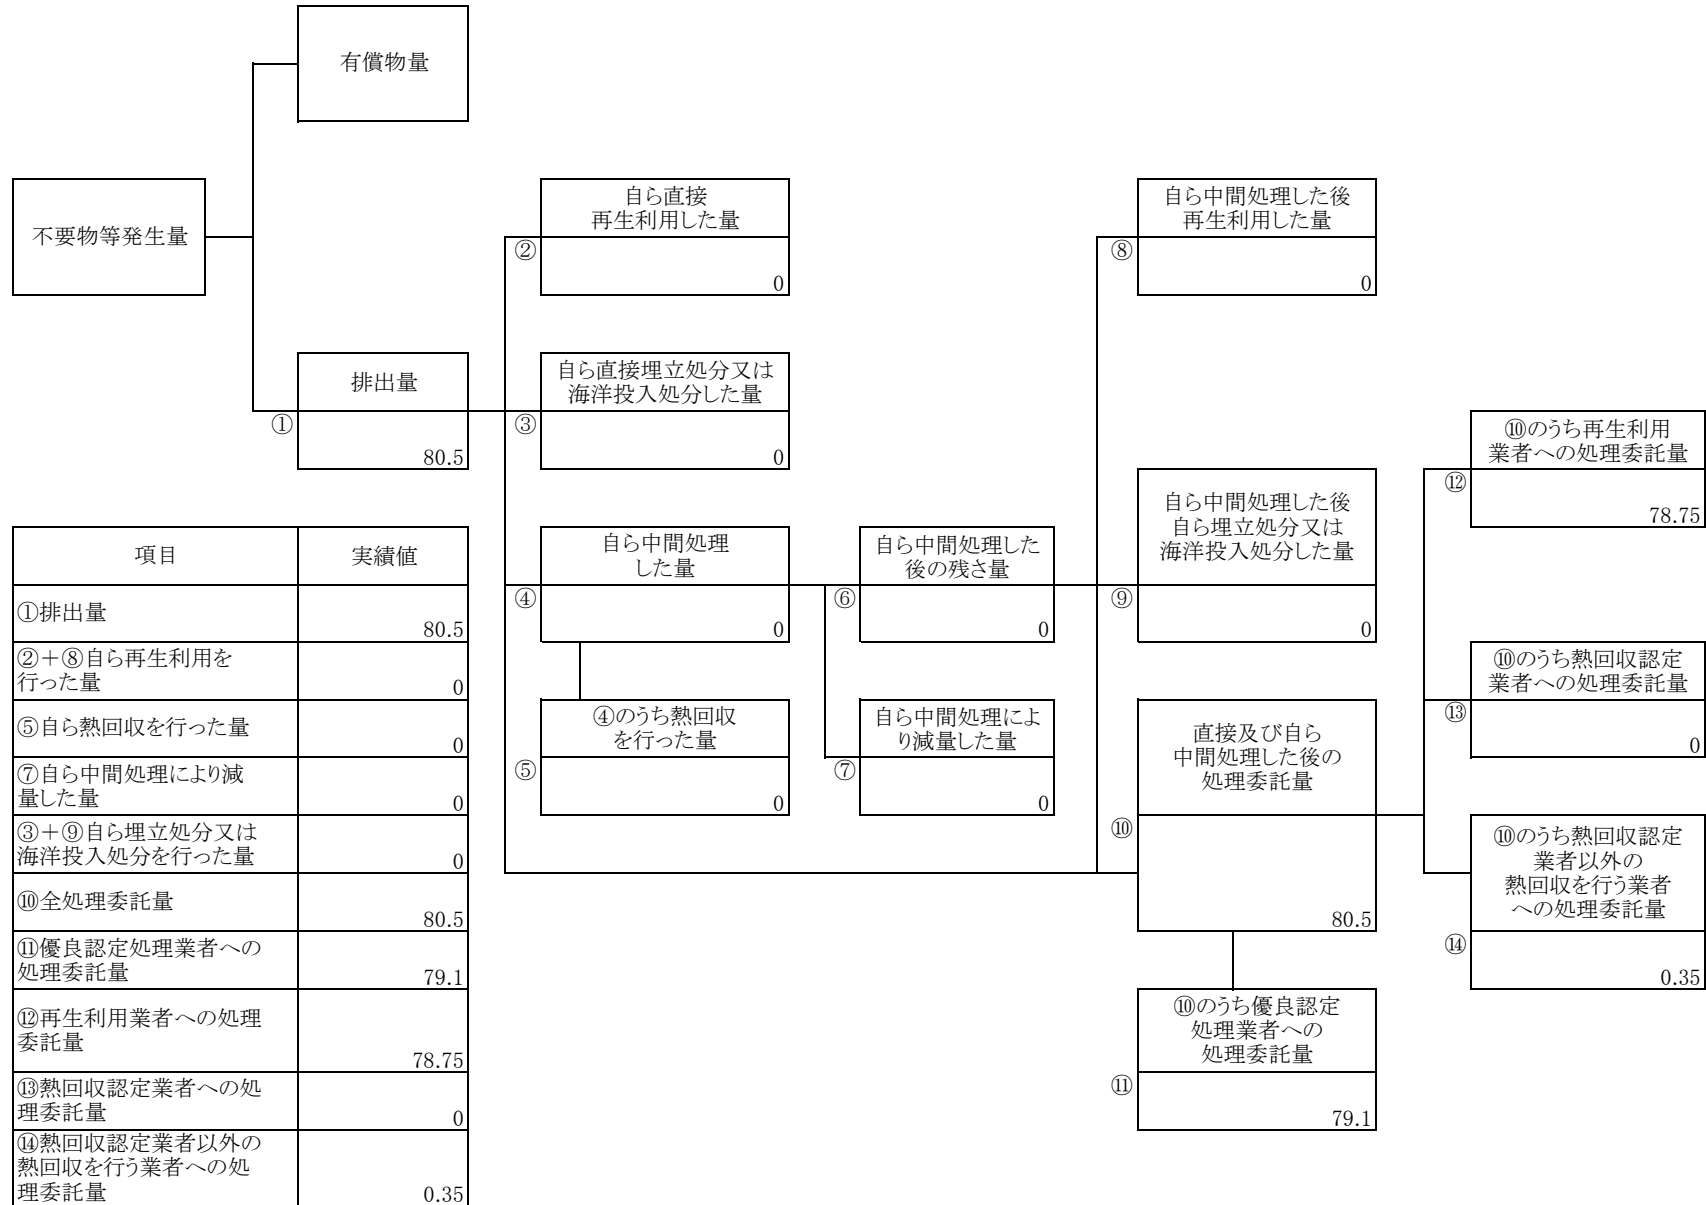 有償物量
不要物等発生量
排出量
①
80.5
自ら直接
再生利用した量
②
0
自ら直接埋立処分又は
海洋投入処分した量
③
0
自ら中間処理
した量
④
0
④のうち熱回収
を行った量
⑤
0
自ら中間処理した
後の残さ量
⑥
0
自ら中間処理によ
り減量した量
⑦
0
自ら中間処理した後
再生利用した量
⑧
0
自ら中間処理した後
自ら埋立処分又は
海洋投入処分した量
⑨
0
直接及び自ら
中間処理した後の
処理委託量
⑩
80.5
⑩のうち優良認定
処理業者への
処理委託量
⑪
79.1
⑩のうち再生利用
業者への処理委託量
⑫
78.75
⑩のうち熱回収認定
業者への処理委託量
⑬
0
⑩のうち熱回収認定
業者以外の
熱回収を行う業者
への処理委託量
⑭
0.35
項目 実績値
①排出量
80.5
②＋⑧自ら再生利用を
行った量
0
⑤自ら熱回収を行った量
0
⑦自ら中間処理により減
量した量
0
③＋⑨自ら埋立処分又は
海洋投入処分を行った量
0
⑩全処理委託量
80.5
⑪優良認定処理業者への
処理委託量
79.1
⑫再生利用業者への処理
委託量
78.75
⑬熱回収認定業者への処
理委託量
0
⑭熱回収認定業者以外の
熱回収を行う業者への処
理委託量
0.35